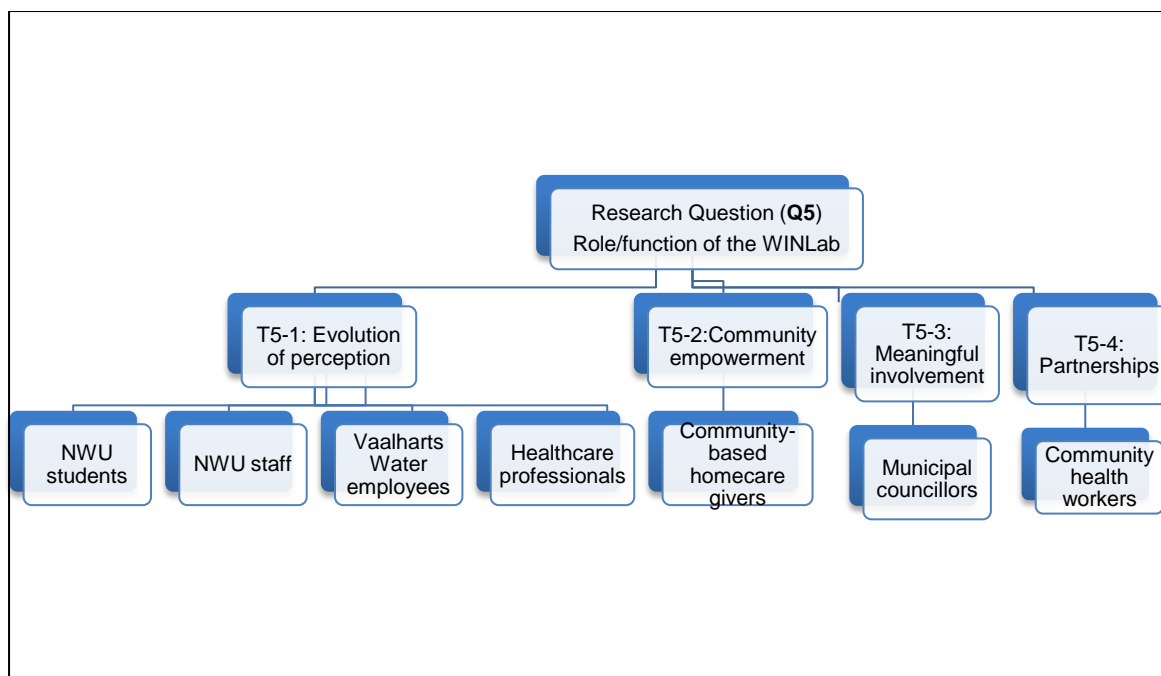 Research Question (Q5)
Role/function of the WINLab
T5-1: Evolution
of perception
T5-2:Community
empowerment
T5-3:
Meaningful
involvement
T5-4:
Partnerships
NWU
students
NWU staff
Vaalharts
Water
employees
Healthcare
professionals
Community-
based
homecare
givers
Municipal
councillors
Community
health
workers